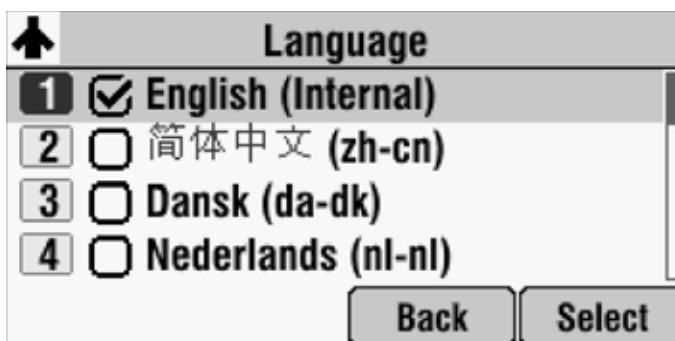 Language
1 English (Internal)
2 简体中文 (zh-cn)
3 Dansk (da-dk)
4 Nederlands (nl-nl)
Back Select